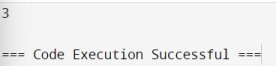 3
=== Code Execution Successful ===